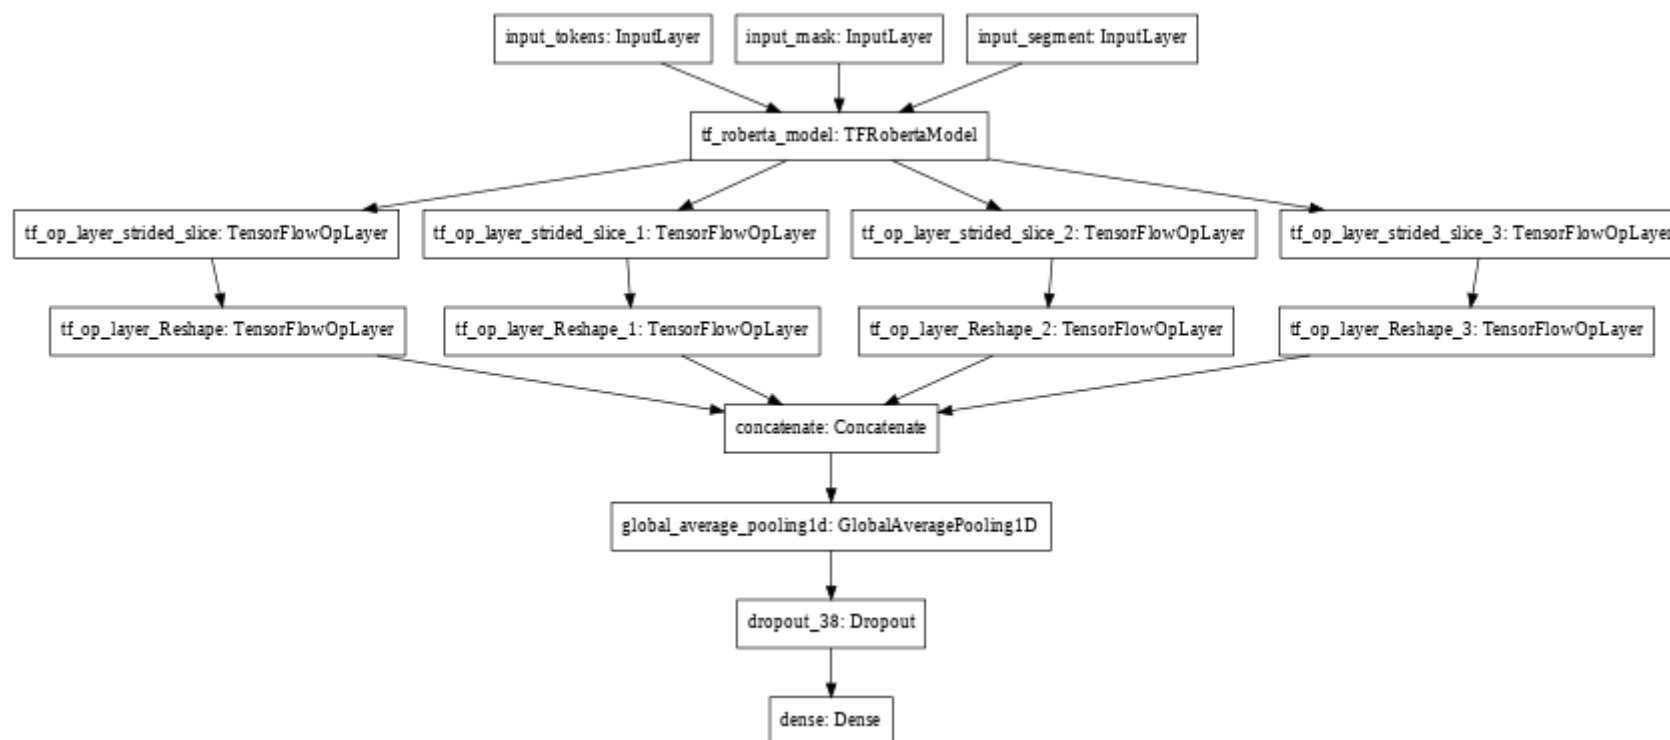 input_tokens: InputLayer
input_mask: InputLayer
input_segment: InputLayer
tf_roberta_model: TFRobertaModel
tf_op_layer_strided_slice: TensorFlowOpLayer
tf_op_layer_strided_slice_1: TensorFlowOpLayer
tf_op_layer_strided_slice_2: TensorFlowOpLayer
tf_op_layer_strided_slice_3: TensorFlowOpLayer
tf_op_layer_Reshape: TensorFlowOpLayer
tf_op_layer_Reshape_1: TensorFlowOpLayer
tf_op_layer_Reshape_2: TensorFlowOpLayer
tf_op_layer_Reshape_3: TensorFlowOpLayer
concatenate: Concatenate
global_average_pooling1d: GlobalAveragePooling1D
dropout_38: Dropout
dense: Dense